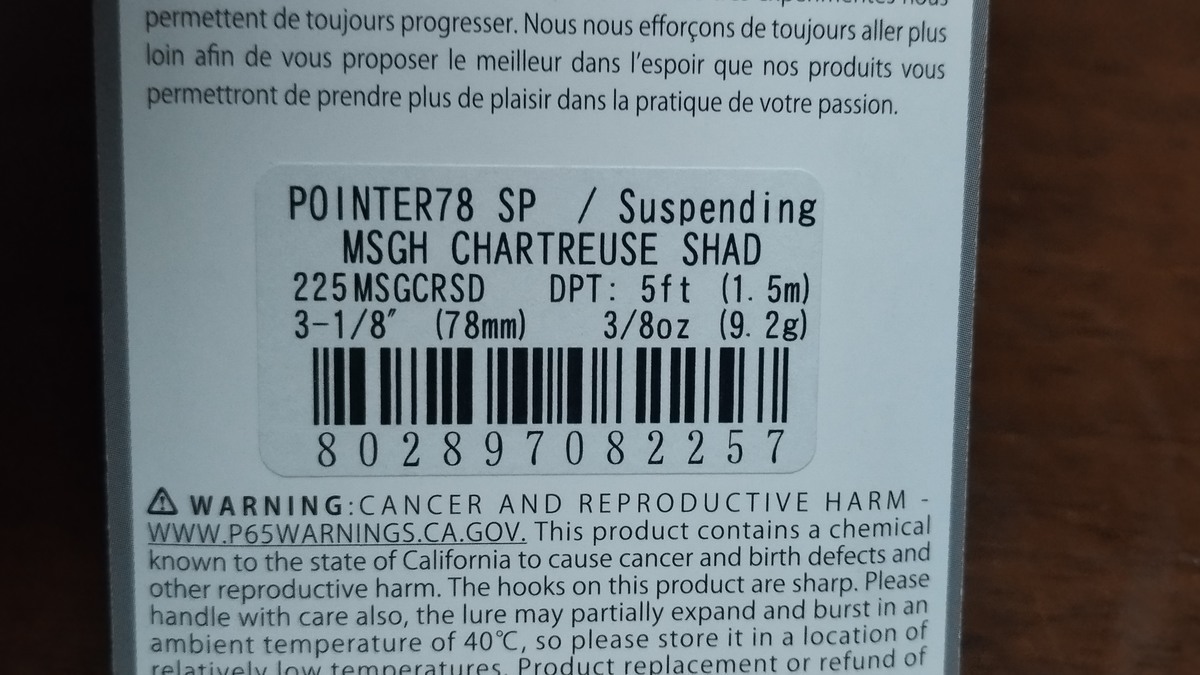 permettent de toujours progresser. Nous nous efforçons de toujours aller plus
loin afin de vous proposer le meilleur dans l'espoir que nos produits vous
permettront de prendre plus de plaisir dans la pratique de votre passion.
POINTER78 SP / Suspending
MSGH CHARTREUSE SHAD
225MSGCRSD DPT: 5ft (1.5m)
3-1/8″ (78mm) 3/8oz (9.2g)
802897082257
⚠ WARNING:CANCER AND REPRODUCTIVE HARM -
WWW.P65WARNINGS.CA.GOV. This product contains a chemical
known to the state of California to cause cancer and birth defects and
other reproductive harm. The hooks on this product are sharp. Please
handle with care also, the lure may partially expand and burst in an
ambient temperature of 40℃, so please store it in a location of
relatively low temperatures. Product replacement or refund of